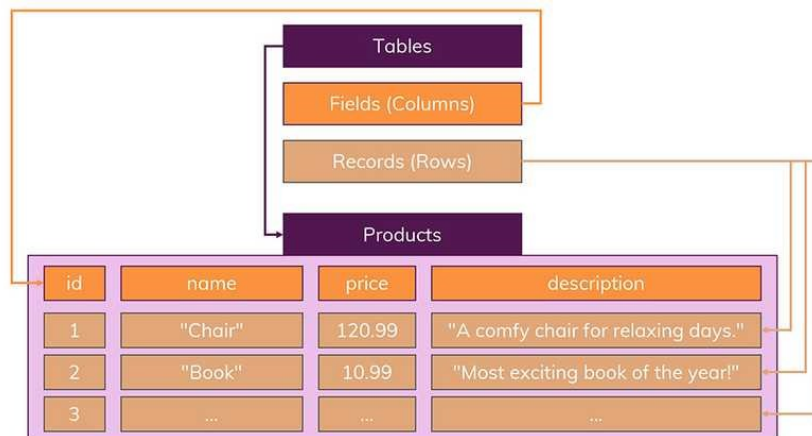 Tables
Fields (Columns)
Records (Rows)
Products
id name price description
1 "Chair" 120.99 "A comfy chair for relaxing days."
2 "Book" 10.99 "Most exciting book of the year!"
3 ... ... ...